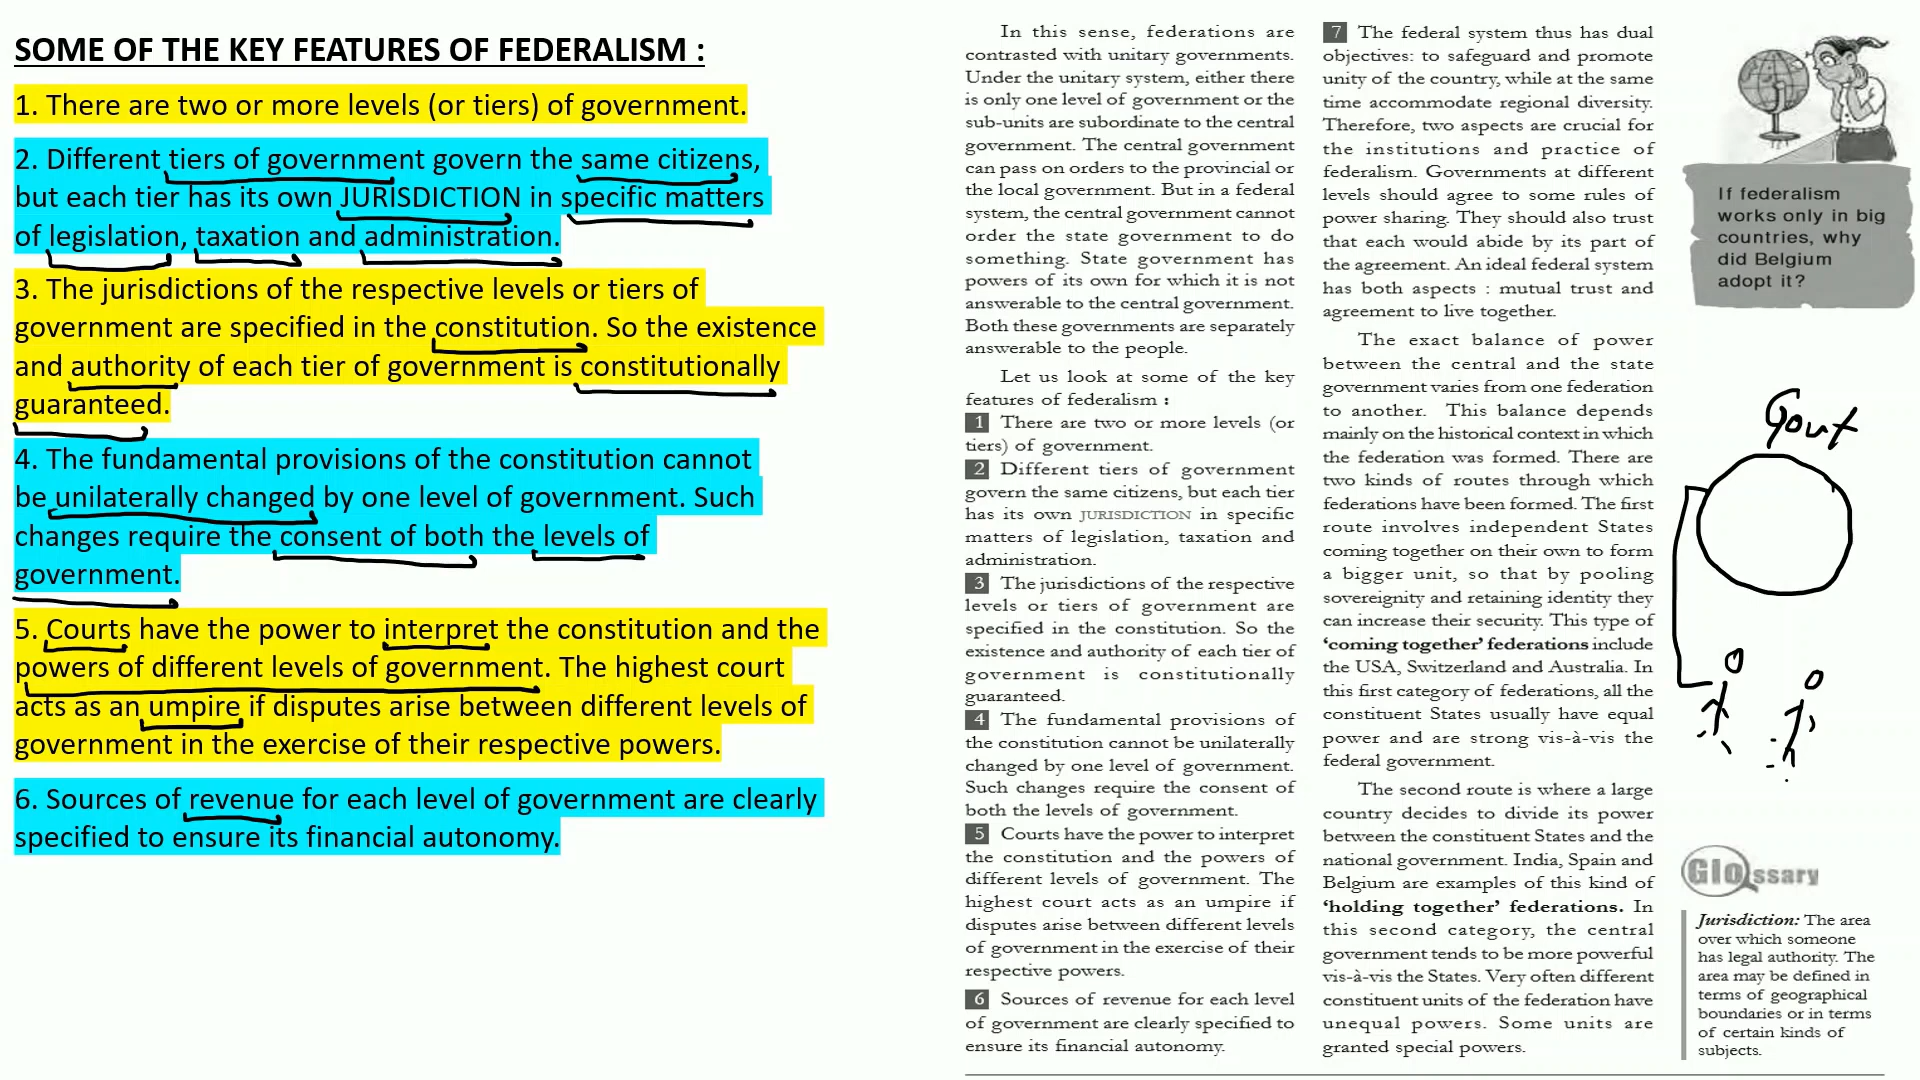 SOME OF THE KEY FEATURES OF FEDERALISM :
1. There are two or more levels (or tiers) of government.
2. Different tiers of government govern the same citizens,
but each tier has its own JURISDICTION in specific matters
of legislation, taxation and administration.
3. The jurisdictions of the respective levels or tiers of
government are specified in the constitution. So the existence
and authority of each tier of government is constitutionally
guaranteed.
4. The fundamental provisions of the constitution cannot
be unilaterally changed by one level of government. Such
changes require the consent of both the levels of
government.
5. Courts have the power to interpret the constitution and the
powers of different levels of government. The highest court
acts as an umpire if disputes arise between different levels of
government in the exercise of their respective powers.
6. Sources of revenue for each level of government are clearly
specified to ensure its financial autonomy.
In this sense, federations are
contrasted with unitary governments.
Under the unitary system, either there
is only one level of government or the
sub-units are subordinate to the central
government. The central government
can pass on orders to the provincial or
the local government. But in a federal
system, the central government cannot
order the state government to do
something. State government has
powers of its own for which it is not
answerable to the central government.
Both these governments are separately
answerable to the people.
Let us look at some of the key
features of federalism :
1 There are two or more levels (or
tiers) of government.
2 Different tiers of government
govern the same citizens, but each tier
has its own JURISDICTION in specific
matters of legislation, taxation and
administration.
3 The jurisdictions of the respective
levels or tiers of government are
specified in the constitution. So the
existence and authority of each tier of
government is constitutionally
guaranteed.
4 The fundamental provisions of
the constitution cannot be unilaterally
changed by one level of government.
Such changes require the consent of
both the levels of government.
5 Courts have the power to interpret
the constitution and the powers of
different levels of government. The
highest court acts as an umpire if
disputes arise between different levels
of government in the exercise of their
respective powers.
6 Sources of revenue for each level
of government are clearly specified to
ensure its financial autonomy.
7 The federal system thus has dual
objectives: to safeguard and promote
unity of the country, while at the same
time accommodate regional diversity.
Therefore, two aspects are crucial for
the institutions and practice of
federalism. Governments at different
levels should agree to some rules of
power sharing. They should also trust
that each would abide by its part of
the agreement. An ideal federal system
has both aspects : mutual trust and
agreement to live together.
The exact balance of power
between the central and the state
government varies from one federation
to another. This balance depends
mainly on the historical context in which
the federation was formed. There are
two kinds of routes through which
federations have been formed. The first
route involves independent States
coming together on their own to form
a bigger unit, so that by pooling
sovereignty and retaining identity they
can increase their security. This type of
‘coming together’ federations include
the USA, Switzerland and Australia. In
this first category of federations, all the
constituent States usually have equal
power and are strong vis-à-vis the
federal government.
The second route is where a large
country decides to divide its power
between the constituent States and the
national government. India, Spain and
Belgium are examples of this kind of
‘holding together’ federations. In
this second category, the central
government tends to be more powerful
vis-à-vis the States. Very often different
constituent units of the federation have
unequal powers. Some units are
granted special powers.
If federalism
works only in big
countries, why
did Belgium
adopt it?
Govt
Glossary
Jurisdiction: The area
over which someone
has legal authority. The
area may be defined in
terms of geographical
boundaries or in terms
of certain kinds of
subjects.